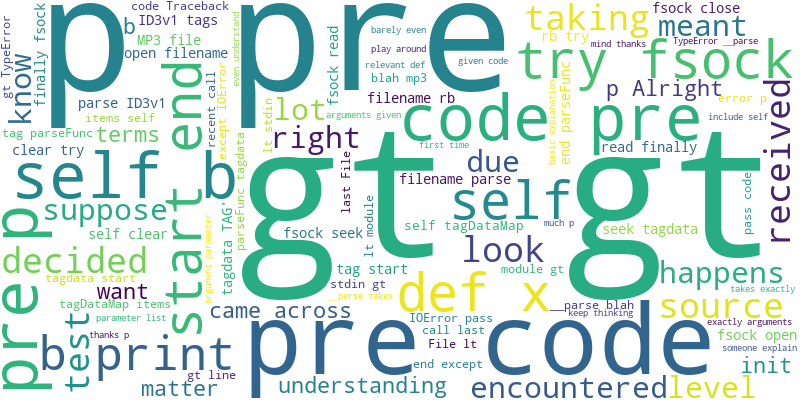 p pre
gt gt
pre code
code pre
try fsock
taking
meant
self b
self
def x
print
start end
prep
b
decided
suppose
terms
lot
right
due
look
source
happens
received
encountered
level
init
understanding
matter
came across
want
test
know
p Alright
b
code Traceback
ID3v1 tags
MP3 file
open filename
parse ID3v1
items self
tag parseFunc
clear try
finally fsock
gt TypeError
recent call
except IOError
even understand
parseFunc tagdata
lt stdin
fsock read
barely even
play around
relevant def
blah mp3
filename rb
arguments given
first time
given code
rb try
mind thanks
fsock close
TypeError __parse
error p
include self
basic explanation
end parseFunc
read finally
pass code
last File
lt module
filename parse
self tagDataMap
fsock seek
tag start
stdin gt
__parse takes
module gt
__parse blah
much p
seek tagdata
takes exactly
keep thinking
exactly arguments
fsock open
someone explain
IOError pass
call last
File lt
end except
self clear
tagdata start
tagDataMap items
parameter list
thanks p
gt line
argument parameter
tagdata TAG'